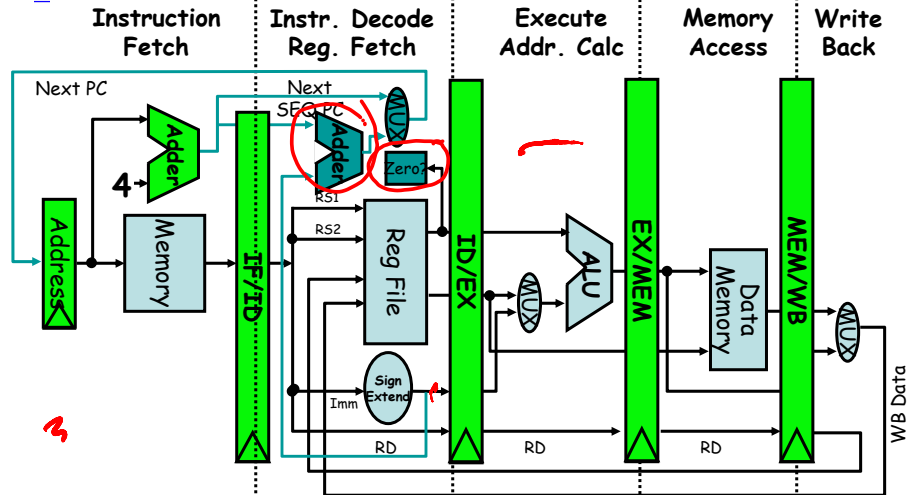 Instruction
Fetch
Instr. Decode
Reg. Fetch
Execute
Addr. Calc
Memory
Access
Write
Back
Next PC
Next
SEQ PC
Adder
4
Adder
MUX
Zero?
RS1
RS2
Address
Memory
IF/ID
Reg File
ID/EX
MUX
ALU
EX/MEM
Data
Memory
MEM/WB
MUX
Sign
Extend
Imm
RD
RD
RD
WB Data